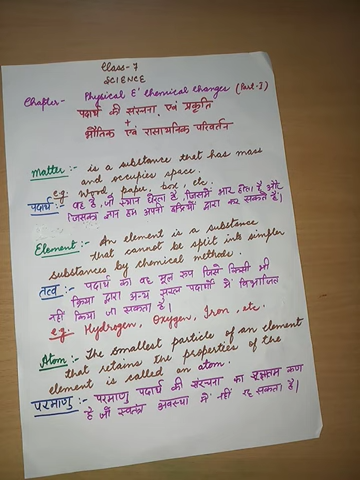 Class-7
SCIENCE
Chapter- Physical & Chemical Changes (Part-I)
पदार्थ की संरचना एवं प्रकृति
+
भौतिक एवं रासायनिक परिवर्तन
Matter:- is a substance that has mass
and occupies space.
e.g. Wood, paper, box, etc.
पदार्थ:- वह है, जो स्थान घेरता है, जिसमें भार होता है और
जिसका ज्ञान हम अपनी इन्द्रियों द्वारा कर सकते हैं।
Element:- An element is a substance
that cannot be split into simpler
substances by chemical methods.
तत्व:- पदार्थ का वह मूल रूप जिसे किसी भी
क्रिया द्वारा अन्य सरल पदार्थों में विभाजित
नहीं किया जा सकता है।
e.g. Hydrogen, Oxygen, Iron, etc.
Atom:- The smallest particle of an element
that retains the properties of the
element is called an atom.
परमाणु:- परमाणु पदार्थ की संरचना का सूक्ष्मतम कण
है जो स्वतंत्र अवस्था में नहीं रह सकता है।